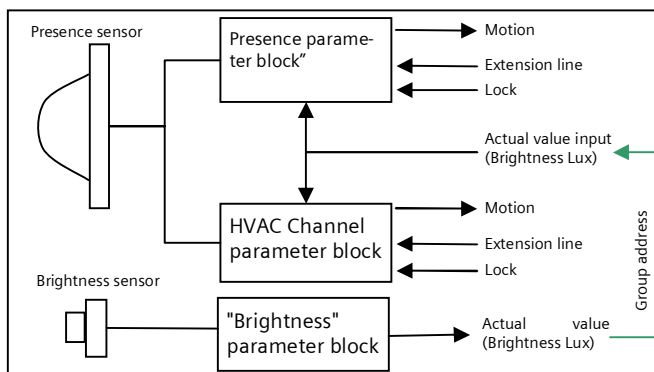 Presence sensor
Presence parame-
ter block”
Motion
Extension line
Lock
Actual value input
(Brightness Lux)
HVAC Channel
parameter block
Motion
Extension line
Lock
Group address
Brightness sensor
"Brightness"
parameter block
Actual value
(Brightness Lux)